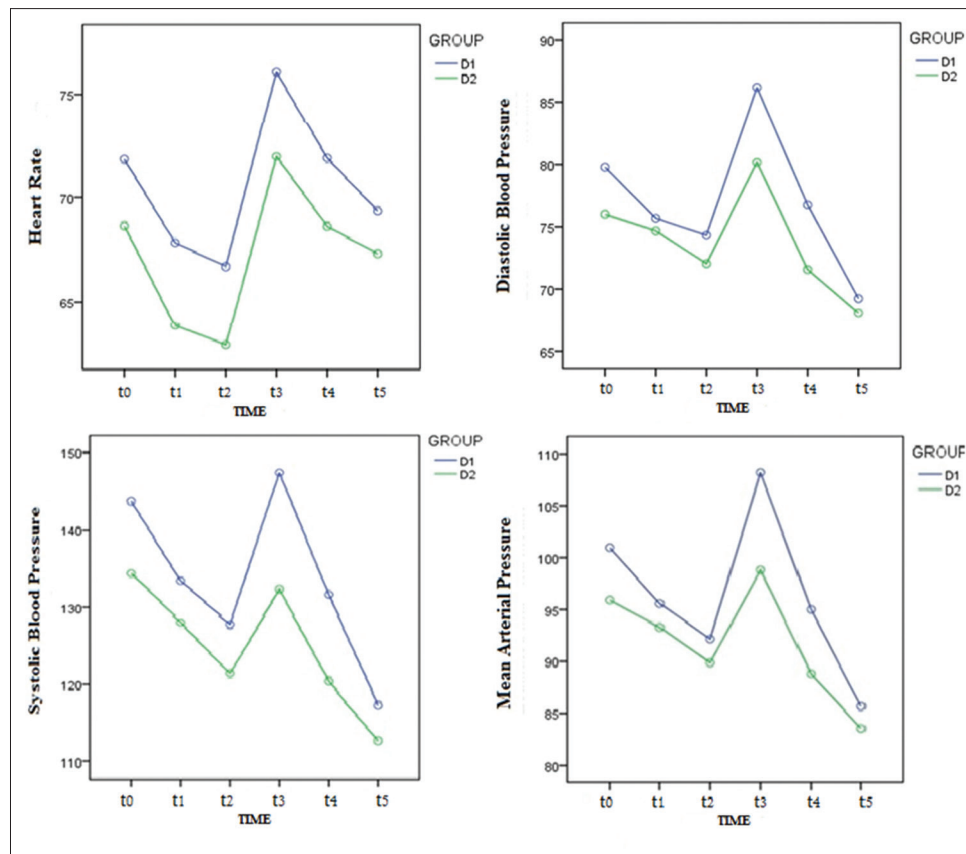 GROUP
D1
D2
75
70
65
Heart Rate
t0 t1 t2 t3 t4 t5
TIME
GROUP
D1
D2
90
85
80
75
70
65
Diastolic Blood Pressure
t0 t1 t2 t3 t4 t5
TIME
GROUP
D1
D2
150
140
130
120
110
Systolic Blood Pressure
t0 t1 t2 t3 t4 t5
TIME
GROUP
D1
D2
110
105
100
95
90
85
80
Mean Arterial Pressure
t0 t1 t2 t3 t4 t5
TIME